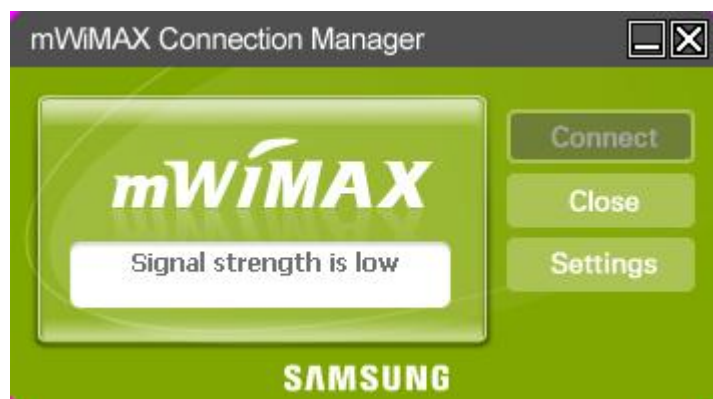 mWiMAX Connection Manager
mWiMAX
Signal strength is low
Connect
Close
Settings
SAMSUNG